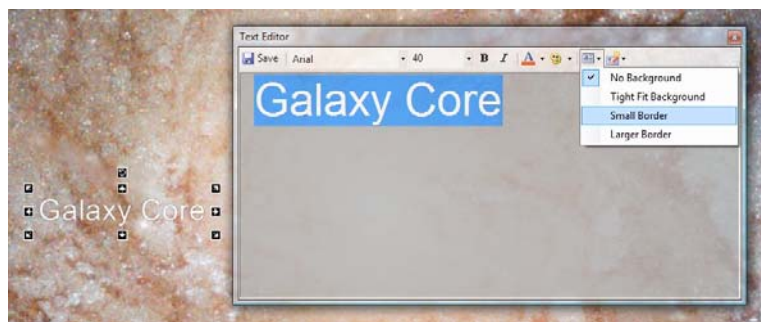 Text Editor
Save Arial 40 B I A
Galaxy Core
No Background
Tight Fit Background
Small Border
Larger Border
Galaxy Core